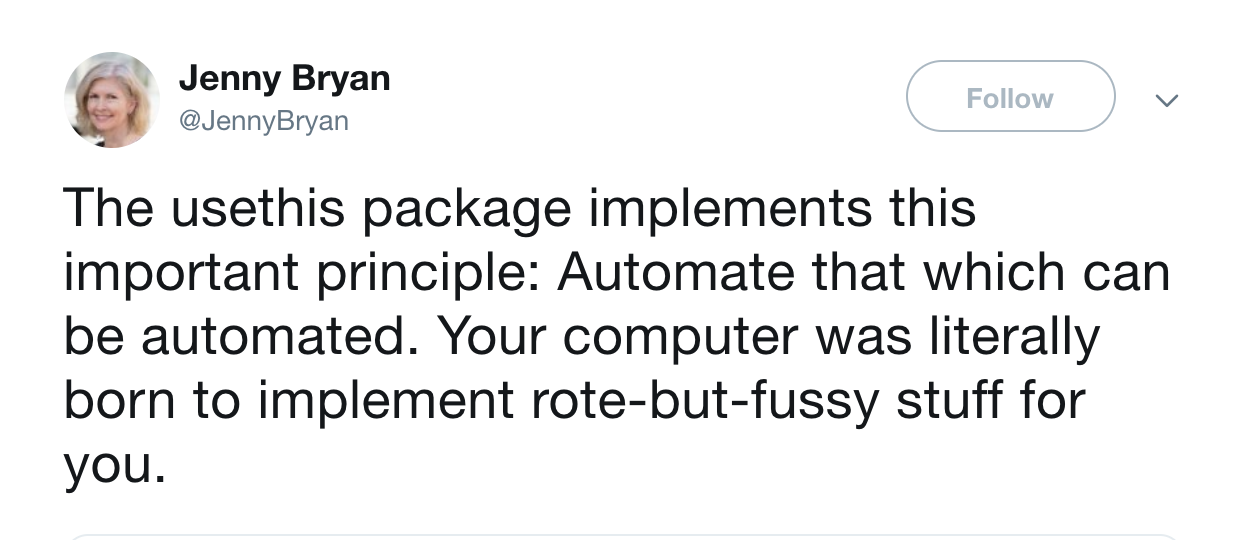 Jenny Bryan
@JennyBryan
Follow
The usethis package implements this
important principle: Automate that which can
be automated. Your computer was literally
born to implement rote-but-fussy stuff for
you.